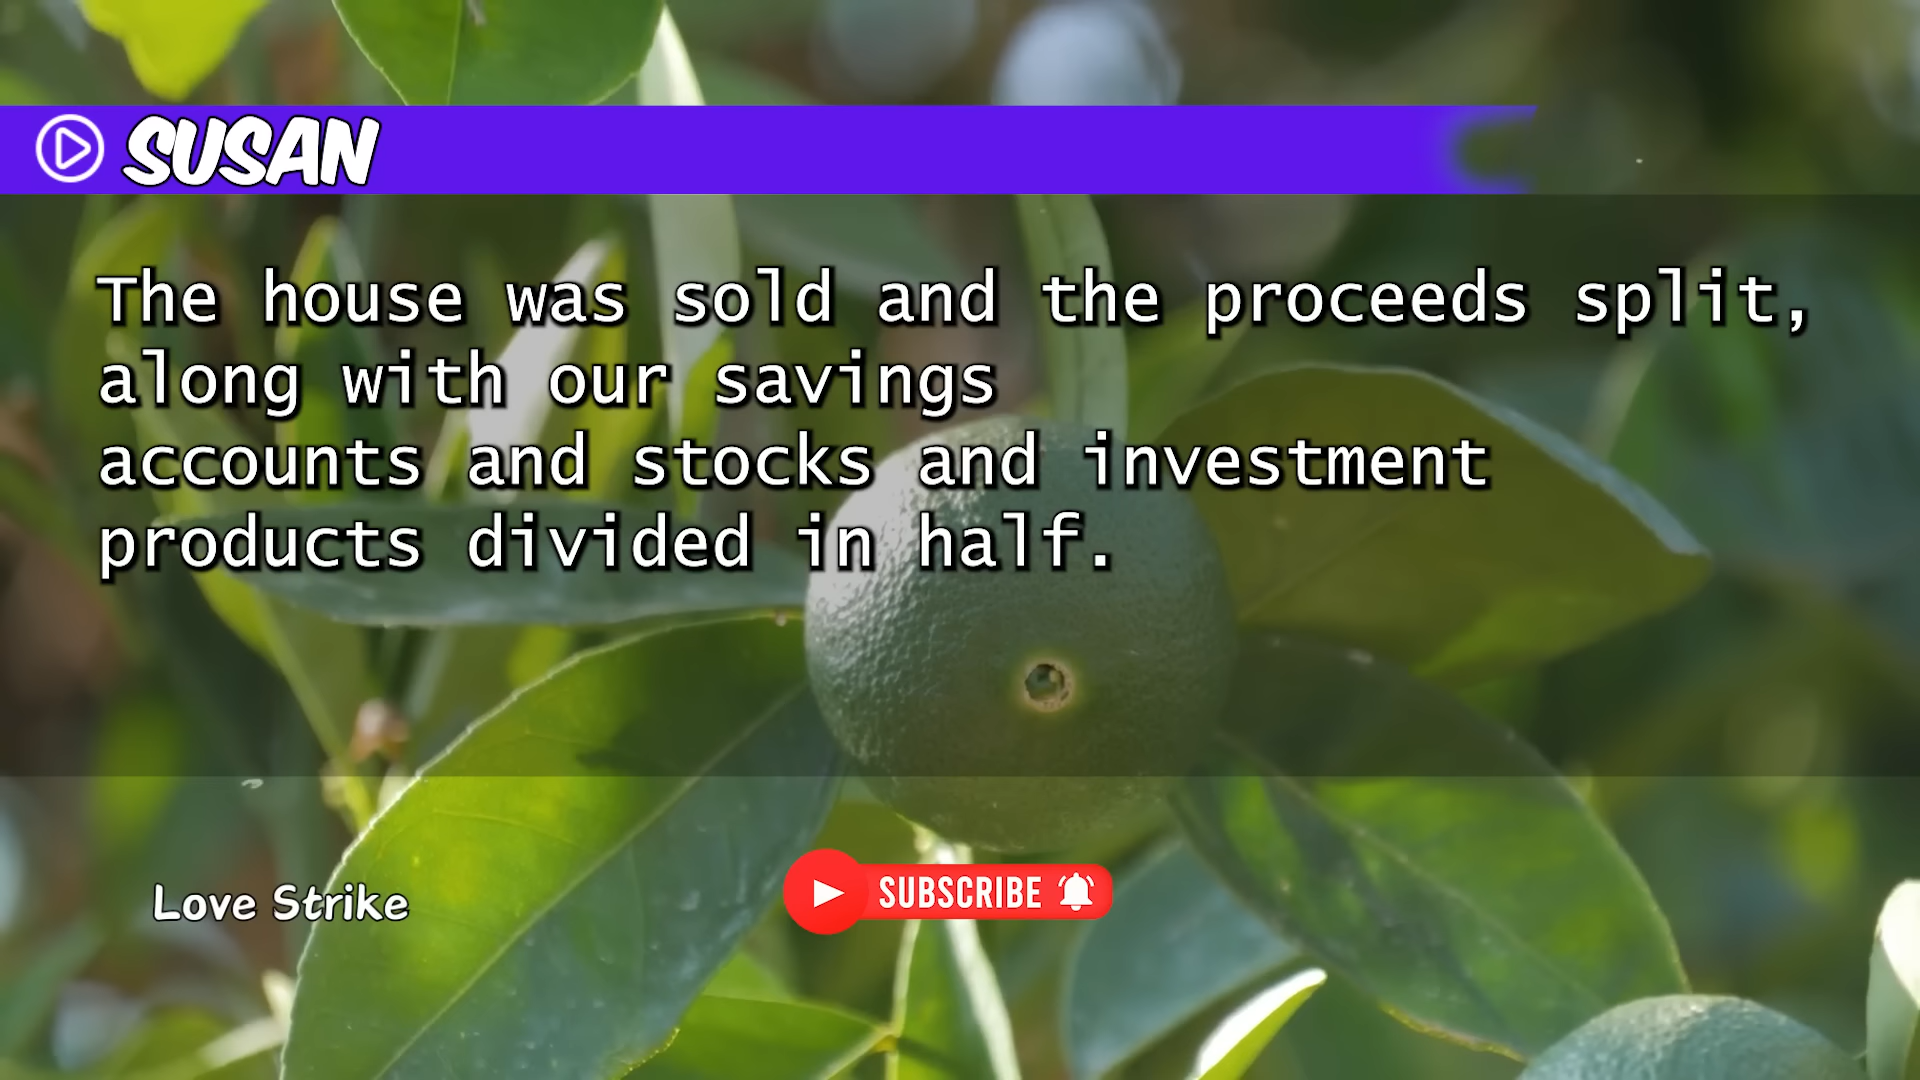 SUSAN
The house was sold and the proceeds split,
along with our savings
accounts and stocks and investment
products divided in half.
Love Strike
SUBSCRIBE